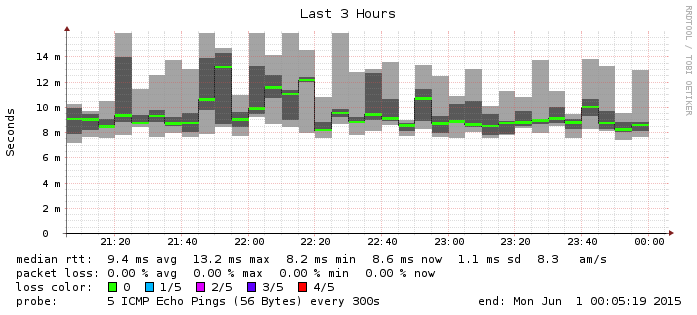 Last 3 Hours
RRDTOOL / TOBI OETIKER
Seconds
14 m
12 m
10 m
8 m
6 m
4 m
2 m
0
21:20 21:40 22:00 22:20 22:40 23:00 23:20 23:40 00:00
median rtt: 9.4 ms avg 13.2 ms max 8.2 ms min 8.6 ms now 1.1 ms sd 8.3 am/s
packet loss: 0.00 % avg 0.00 % max 0.00 % min 0.00 % now
loss color: 0 1/5 2/5 3/5 4/5
probe: 5 ICMP Echo Pings (56 Bytes) every 300s end: Mon Jun 1 00:05:19 2015